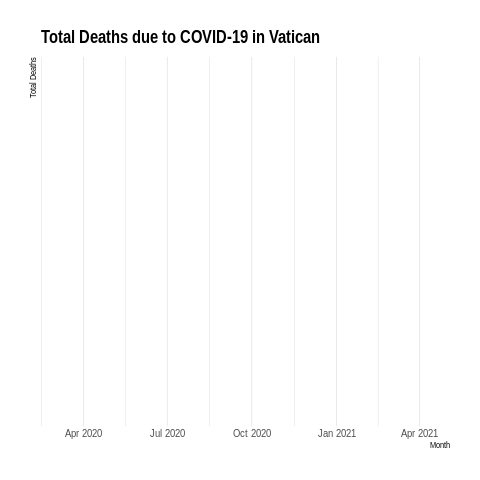 Total Deaths due to COVID-19 in Vatican
Total Deaths
Apr 2020 Jul 2020 Oct 2020 Jan 2021 Apr 2021
Month